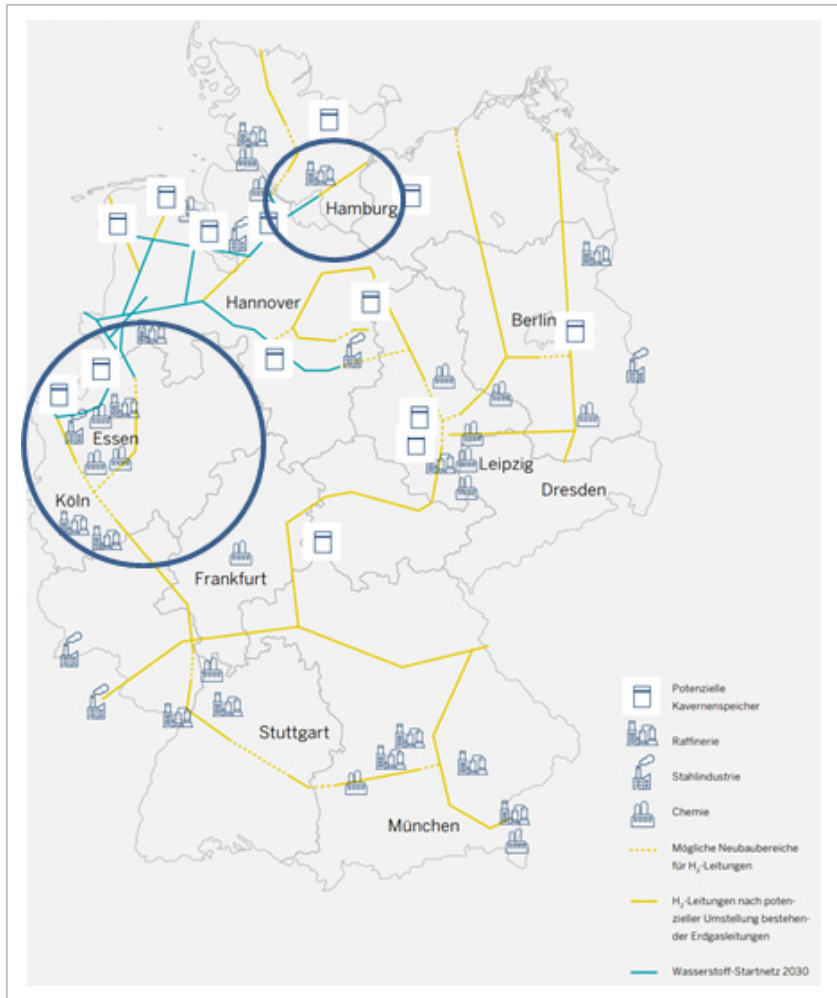 Hamburg
Hannover
Berlin
Essen
Leipzig
Köln
Dresden
Frankfurt
Stuttgart
München
Potenzielle
Kavernenspeicher
Raffinerie
Stahlindustrie
Chemie
Mögliche Neubaubereiche
für H₂-Leitungen
H₂-Leitungen nach poten-
zieller Umstellung bestehen-
der Erdgasleitungen
Wasserstoff-Startnetz 2030